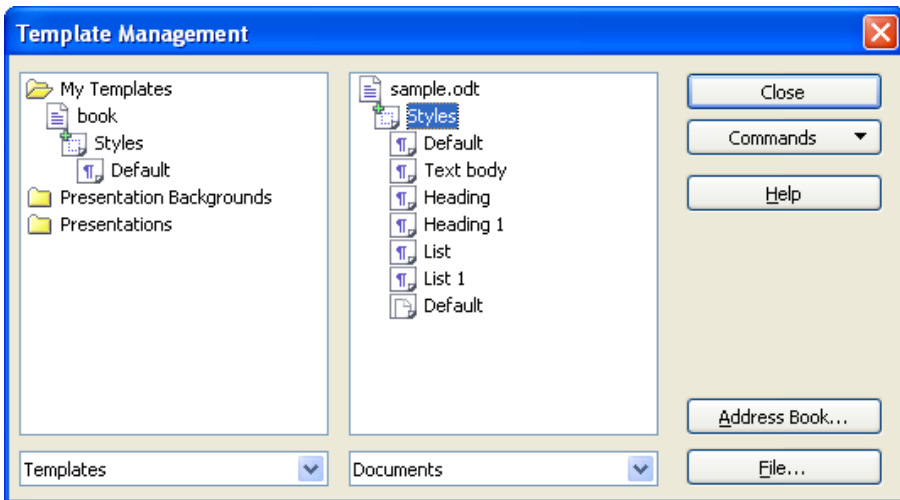 Template Management
My Templates
book
Styles
Default
Presentation Backgrounds
Presentations
Templates
sample.odt
Styles
Default
Text body
Heading
Heading 1
List
List 1
Default
Documents
Close
Commands
Help
Address Book...
File...